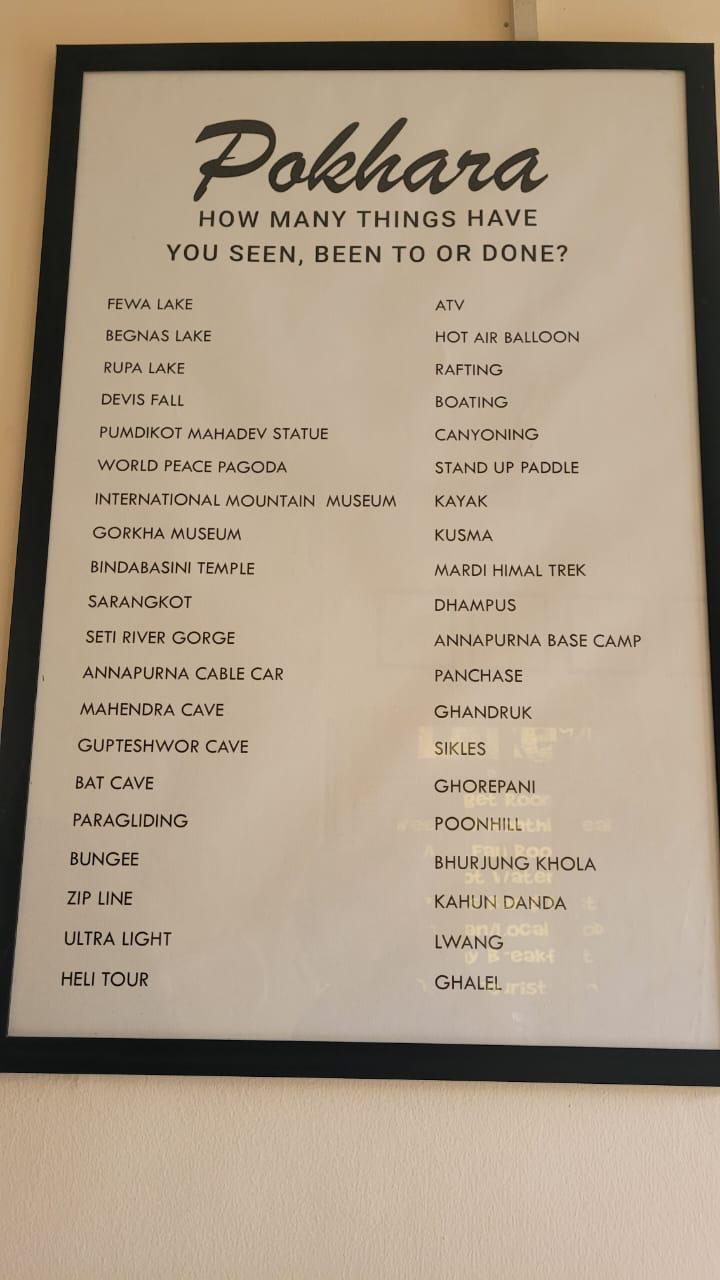 Pokhara
HOW MANY THINGS HAVE
YOU SEEN, BEEN TO OR DONE?
FEWA LAKE
BEGNAS LAKE
RUPA LAKE
DEVIS FALL
PUMDIKOT MAHADEV STATUE
WORLD PEACE PAGODA
INTERNATIONAL MOUNTAIN MUSEUM
GORKHA MUSEUM
BINDABASINI TEMPLE
SARANGKOT
SETI RIVER GORGE
ANNAPURNA CABLE CAR
MAHENDRA CAVE
GUPTESHWOR CAVE
BAT CAVE
PARAGLIDING
BUNGEE
ZIP LINE
ULTRA LIGHT
HELI TOUR
ATV
HOT AIR BALLOON
RAFTING
BOATING
CANYONING
STAND UP PADDLE
KAYAK
KUSMA
MARDI HIMAL TREK
DHAMPUS
ANNAPURNA BASE CAMP
PANCHASE
GHANDRUK
SIKLES
GHOREPANI
POONHILL
BHURJUNG KHOLA
KAHUN DANDA
LWANG
GHALEL